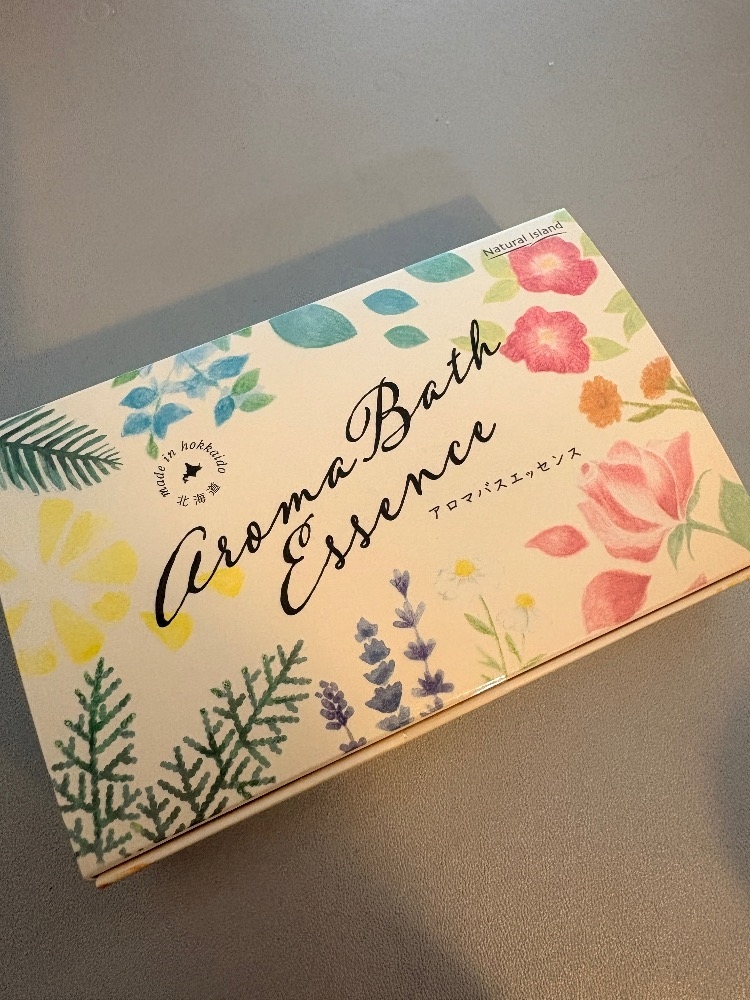 Natural Island
made in hokkaido
北海道
Aroma Bath
Essence
アロマバスエッセンス